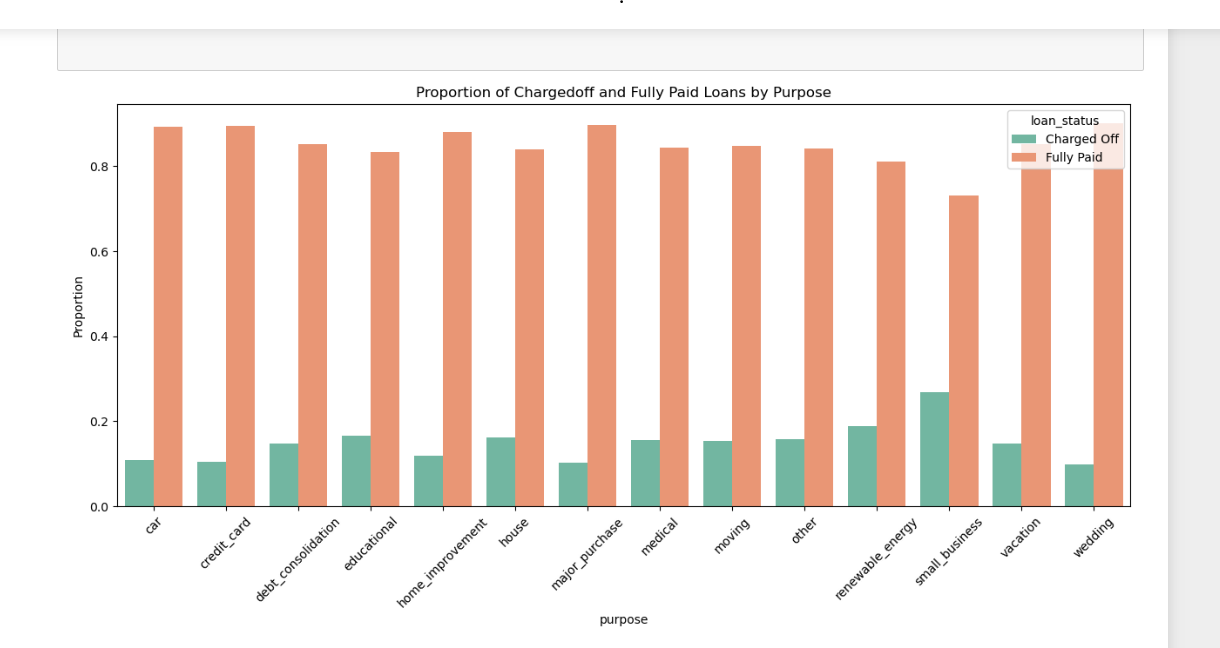 Proportion of Chargedoff and Fully Paid Loans by Purpose
loan_status
Charged Off
Fully Paid
0.8
0.6
0.4
0.2
0.0
Proportion
car
credit_card
debt_consolidation
educational
home_improvement
house
major_purchase
medical
moving
other
renewable_energy
small_business
vacation
wedding
purpose